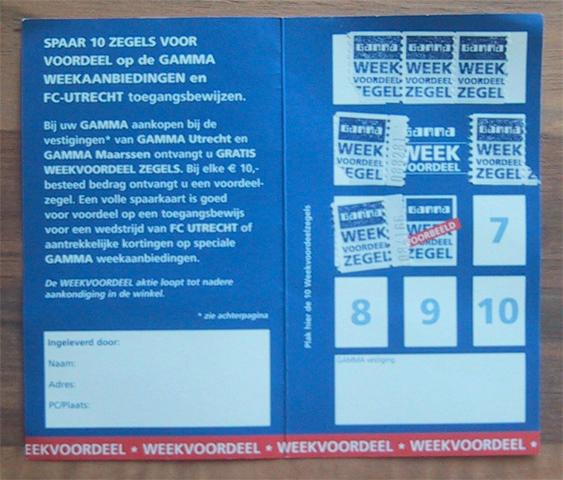 SPAAR 10 ZEGELS VOOR
VOORDEEL op de GAMMA
WEEKAANBIEDINGEN en
FC-UTRECHT toegangsbewijzen.
Bij uw GAMMA aankopen bij de
vestigingen* van GAMMA Utrecht en
GAMMA Maarssen ontvangt u GRATIS
WEEKVOORDEEL ZEGELS. Bij elke € 10,-
besteed bedrag ontvangt u een voordeel-
zegel. Een volle spaarkaart is goed
voor voordeel op een toegangsbewijs
voor een wedstrijd van FC UTRECHT of
aantrekkelijke kortingen op speciale
GAMMA weekaanbiedingen.
De WEEKVOORDEEL aktie loopt tot nadere
aankondiging in de winkel.
* zie achterpagina
Ingeleverd door:
Naam:
Adres:
PC/Plaats:
Plak hier de 10 Weekvoordeelzegels
Gamma Gamma Gamma
WEEK WEEK WEEK
VOORDEEL VOORDEEL VOORDEEL
ZEGEL ZEGEL ZEGEL
Gamma Gamma Gamma
WEEK WEEK WEEK
VOORDEEL VOORDEEL VOORDEEL
ZEGEL ZEGEL
Gamma Gamma
WEEK WEEK
VOORDEEL VOORBEELD
ZEGEL ZEGEL
7
8 9 10
GAMMA vestiging:
EEKVOORDEEL * WEEKVOORDEEL * WEEKVOORDEEL * WEEKVOORDEEL *